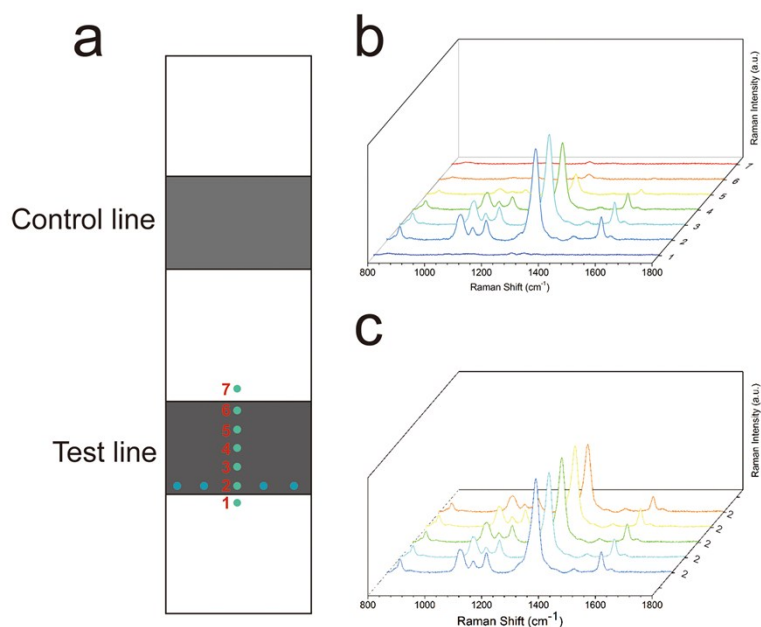 a
Control line
Test line
7
6
5
4
3
2
1
b
Raman Intensity (a.u.)
7
6
5
4
3
2
1
800 1000 1200 1400 1600 1800
Raman Shift (cm-1)
c
Raman Intensity (a.u.)
2
2
2
2
2
800 1000 1200 1400 1600 1800
Raman Shift (cm-1)